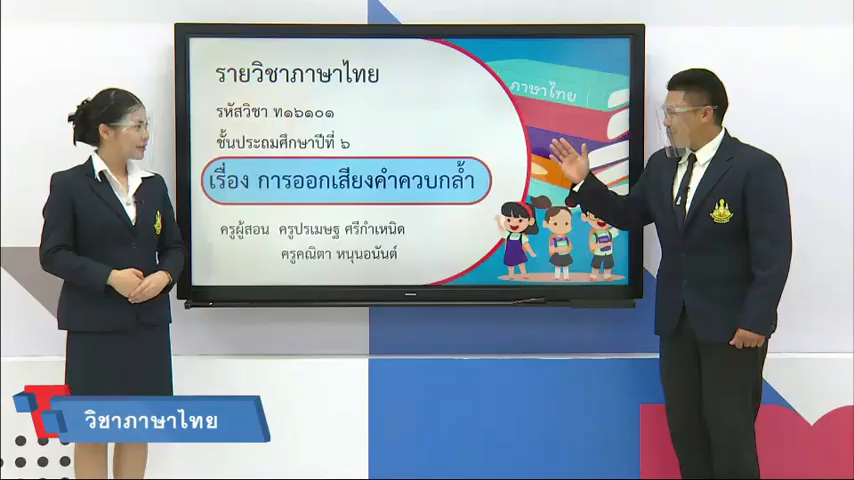 รายวิชาภาษาไทย
รหัสวิชา ท๑๖๑๐๑
ชั้นประถมศึกษาปีที่ ๖
เรื่อง การออกเสียงคำควบกล้ำ
ครูผู้สอน ครูปรเมษฐ ศรีกำเหนิด
ครูคณิตา หนุนอนันต์
ภาษาไทย
วิชาภาษาไทย